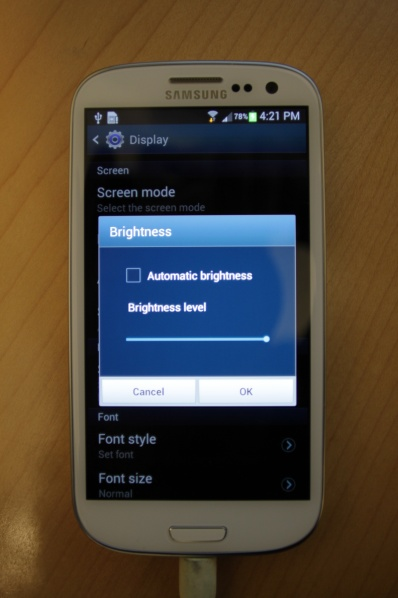 SAMSUNG
78% 4:21 PM
Display
Screen
Screen mode
Select the screen mode
Brightness
Automatic brightness
Brightness level
Cancel OK
Font
Font style
Set font
Font size
Normal